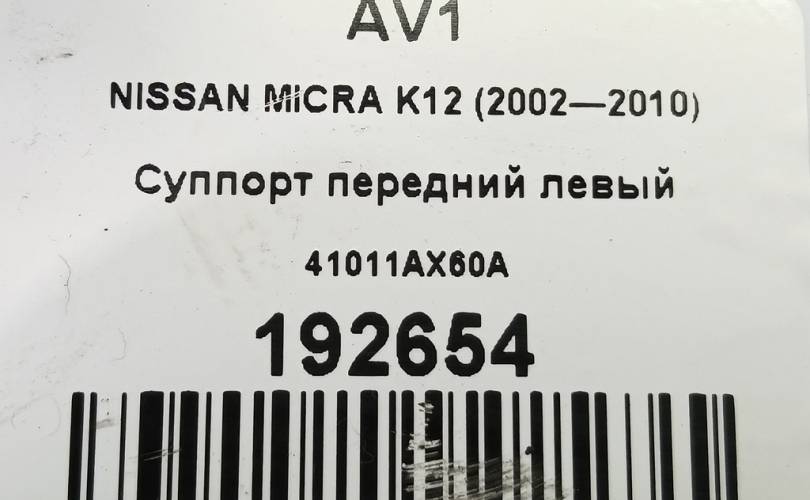 AV1
NISSAN MICRA K12 (2002—2010)
Суппорт передний левый
41011AX60A
192654